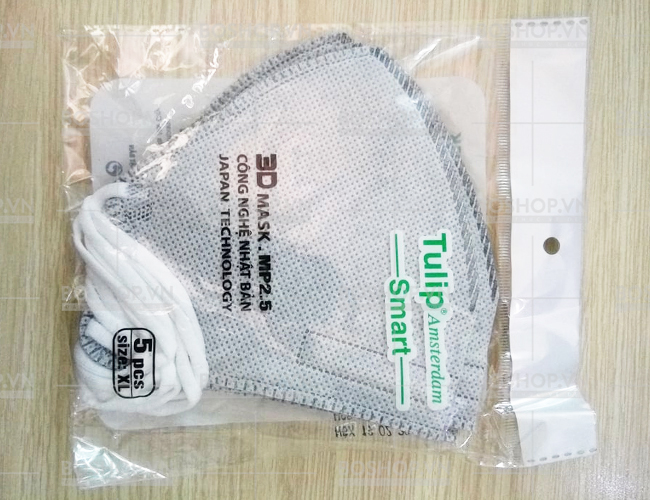 Tulip® Amsterdam
Smart
3D MASK . MP2.5
CÔNG NGHỆ NHẬT BẢN
JAPAN TECHNOLOGY
5 pcs
size: XL